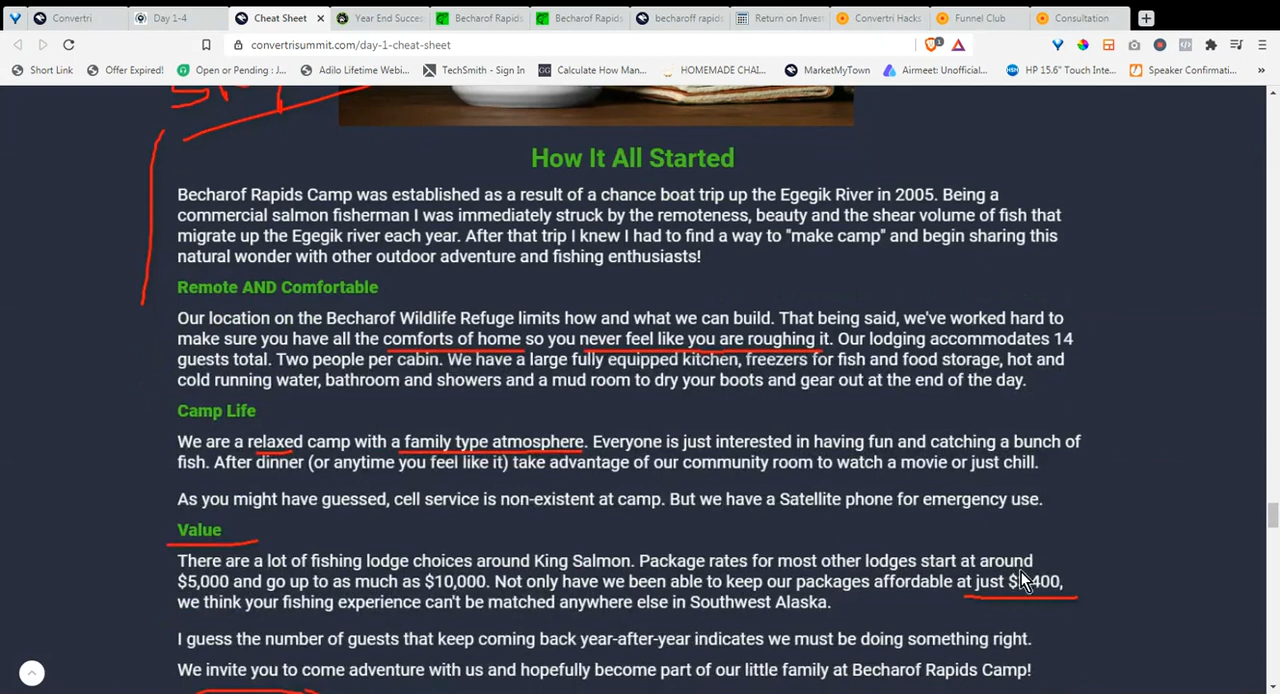 Convertri
Day 1-4
Cheat Sheet
Year End Succes
Becharof Rapids
Becharof Rapids
becharoff rapids
Return on Invest
Convertri Hacks
Funnel Club
Consultation
convertrisummit.com/day-1-cheat-sheet
1
Short Link
Offer Expired!
Open or Pending : J...
Adilo Lifetime Webi...
TechSmith - Sign In
GG Calculate How Man...
HOMEMADE CHAI...
MarketMyTown
Airmeet: Unofficial...
HP 15.6" Touch Inte...
Speaker Confirmati...
How It All Started
Becharof Rapids Camp was established as a result of a chance boat trip up the Egegik River in 2005. Being a
commercial salmon fisherman I was immediately struck by the remoteness, beauty and the shear volume of fish that
migrate up the Egegik river each year. After that trip I knew I had to find a way to "make camp" and begin sharing this
natural wonder with other outdoor adventure and fishing enthusiasts!
Remote AND Comfortable
Our location on the Becharof Wildlife Refuge limits how and what we can build. That being said, we've worked hard to
make sure you have all the comforts of home so you never feel like you are roughing it. Our lodging accommodates 14
guests total. Two people per cabin. We have a large fully equipped kitchen, freezers for fish and food storage, hot and
cold running water, bathroom and showers and a mud room to dry your boots and gear out at the end of the day.
Camp Life
We are a relaxed camp with a family type atmosphere. Everyone is just interested in having fun and catching a bunch of
fish. After dinner (or anytime you feel like it) take advantage of our community room to watch a movie or just chill.
As you might have guessed, cell service is non-existent at camp. But we have a Satellite phone for emergency use.
Value
There are a lot of fishing lodge choices around King Salmon. Package rates for most other lodges start at around
$5,000 and go up to as much as $10,000. Not only have we been able to keep our packages affordable at just
we think your fishing experience can't be matched anywhere else in Southwest Alaska.
I guess the number of guests that keep coming back year-after-year indicates we must be doing something right.
We invite you to come adventure with us and hopefully become part of our little family at Becharof Rapids Camp!